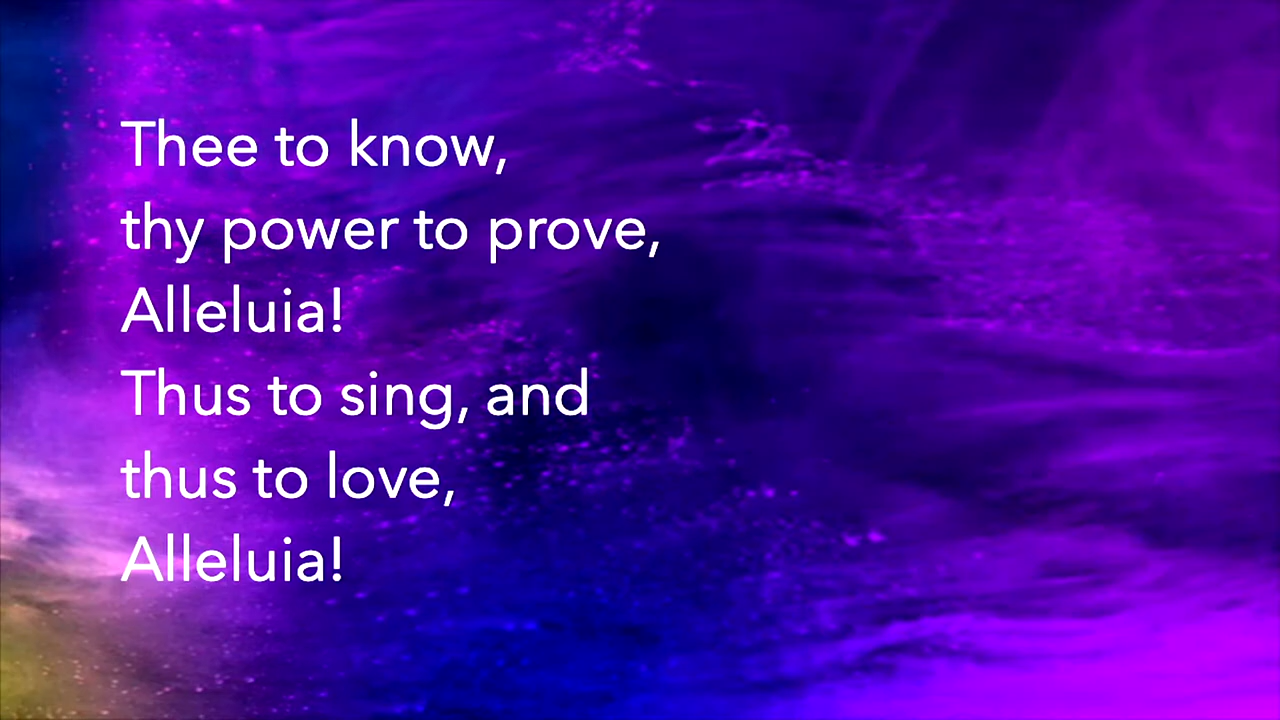 Thee to know,
thy power to prove,
Alleluia!
Thus to sing, and
thus to love,
Alleluia!